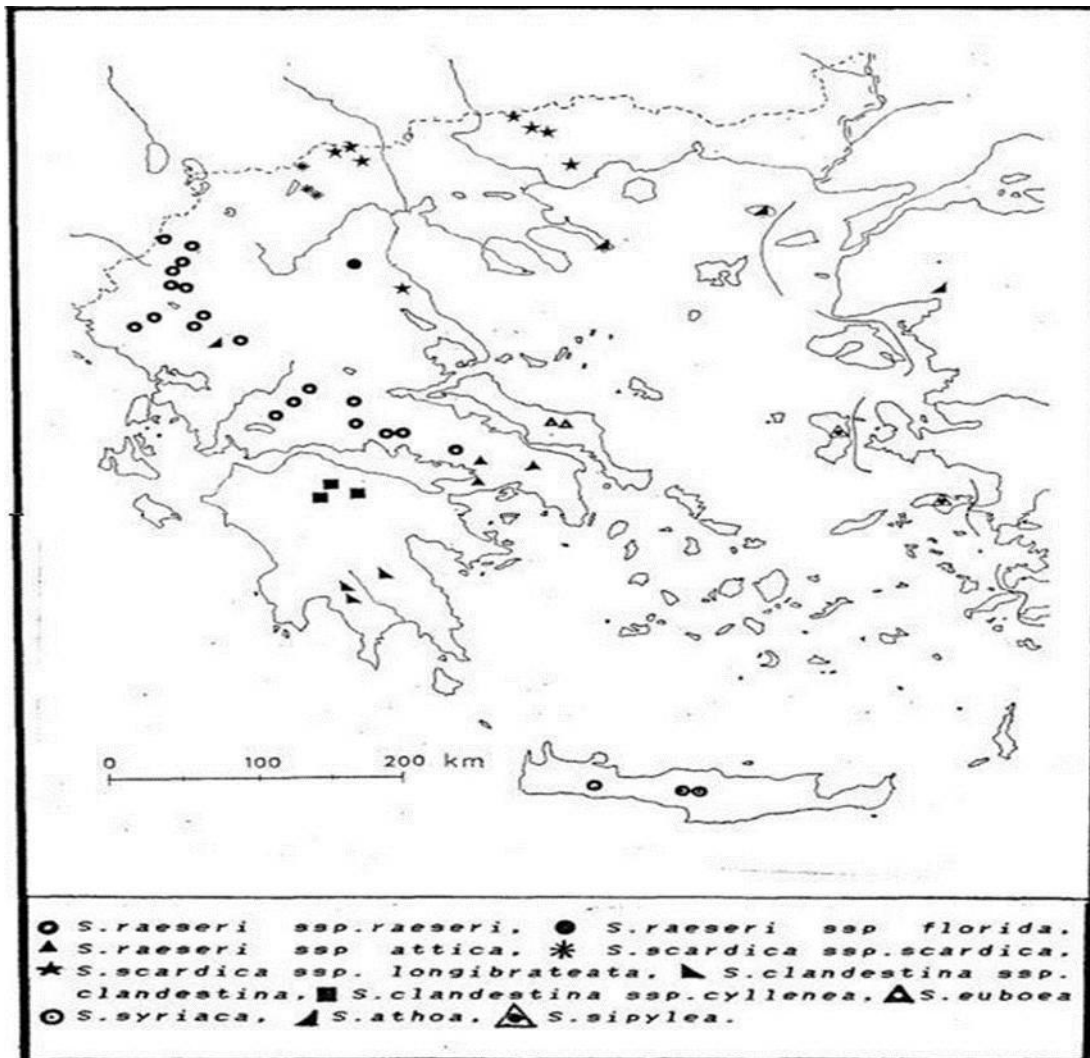 0 100 200 km
S.raeseri ssp.raeseri, S.raeseri ssp florida,
S.raeseri ssp attica, S.scardica ssp.scardica,
S.scardica ssp. longibrateata, S.clandestina ssp.
clandestina, S.clandestina ssp.cyllenea, S.euboea
S.syriaca, S.athoa, S.sipylea.